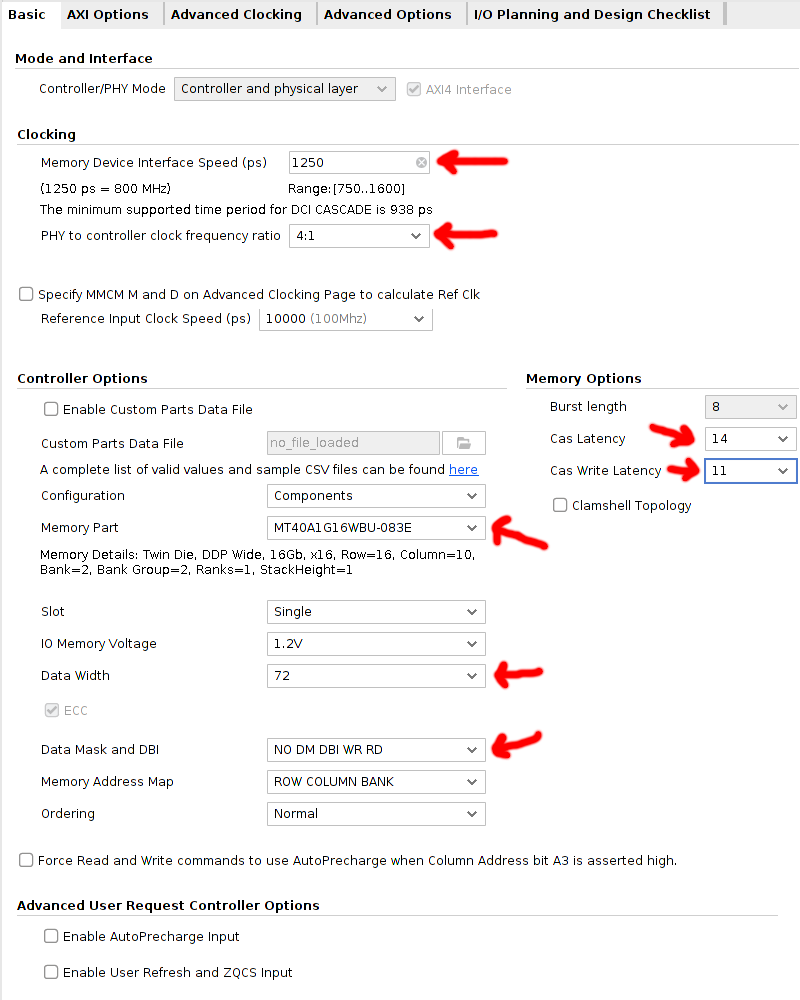 Basic AXI Options Advanced Clocking Advanced Options I/O Planning and Design Checklist
Mode and Interface
Controller/PHY Mode Controller and physical layer AXI4 Interface
Clocking
Memory Device Interface Speed (ps) 1250
(1250 ps = 800 MHz) Range:[750..1600]
The minimum supported time period for DCI CASCADE is 938 ps
PHY to controller clock frequency ratio 4:1
Specify MMCM M and D on Advanced Clocking Page to calculate Ref Clk
Reference Input Clock Speed (ps) 10000 (100Mhz)
Controller Options
Enable Custom Parts Data File
Custom Parts Data File no_file_loaded
A complete list of valid values and sample CSV files can be found here
Configuration Components
Memory Part MT40A1G16WBU-083E
Memory Details: Twin Die, DDP Wide, 16Gb, x16, Row=16, Column=10,
Bank=2, Bank Group=2, Ranks=1, StackHeight=1
Slot Single
IO Memory Voltage 1.2V
Data Width 72
ECC
Data Mask and DBI NO DM DBI WR RD
Memory Address Map ROW COLUMN BANK
Ordering Normal
Memory Options
Burst length 8
Cas Latency 14
Cas Write Latency 11
Clamshell Topology
Force Read and Write commands to use AutoPrecharge when Column Address bit A3 is asserted high.
Advanced User Request Controller Options
Enable AutoPrecharge Input
Enable User Refresh and ZQCS Input